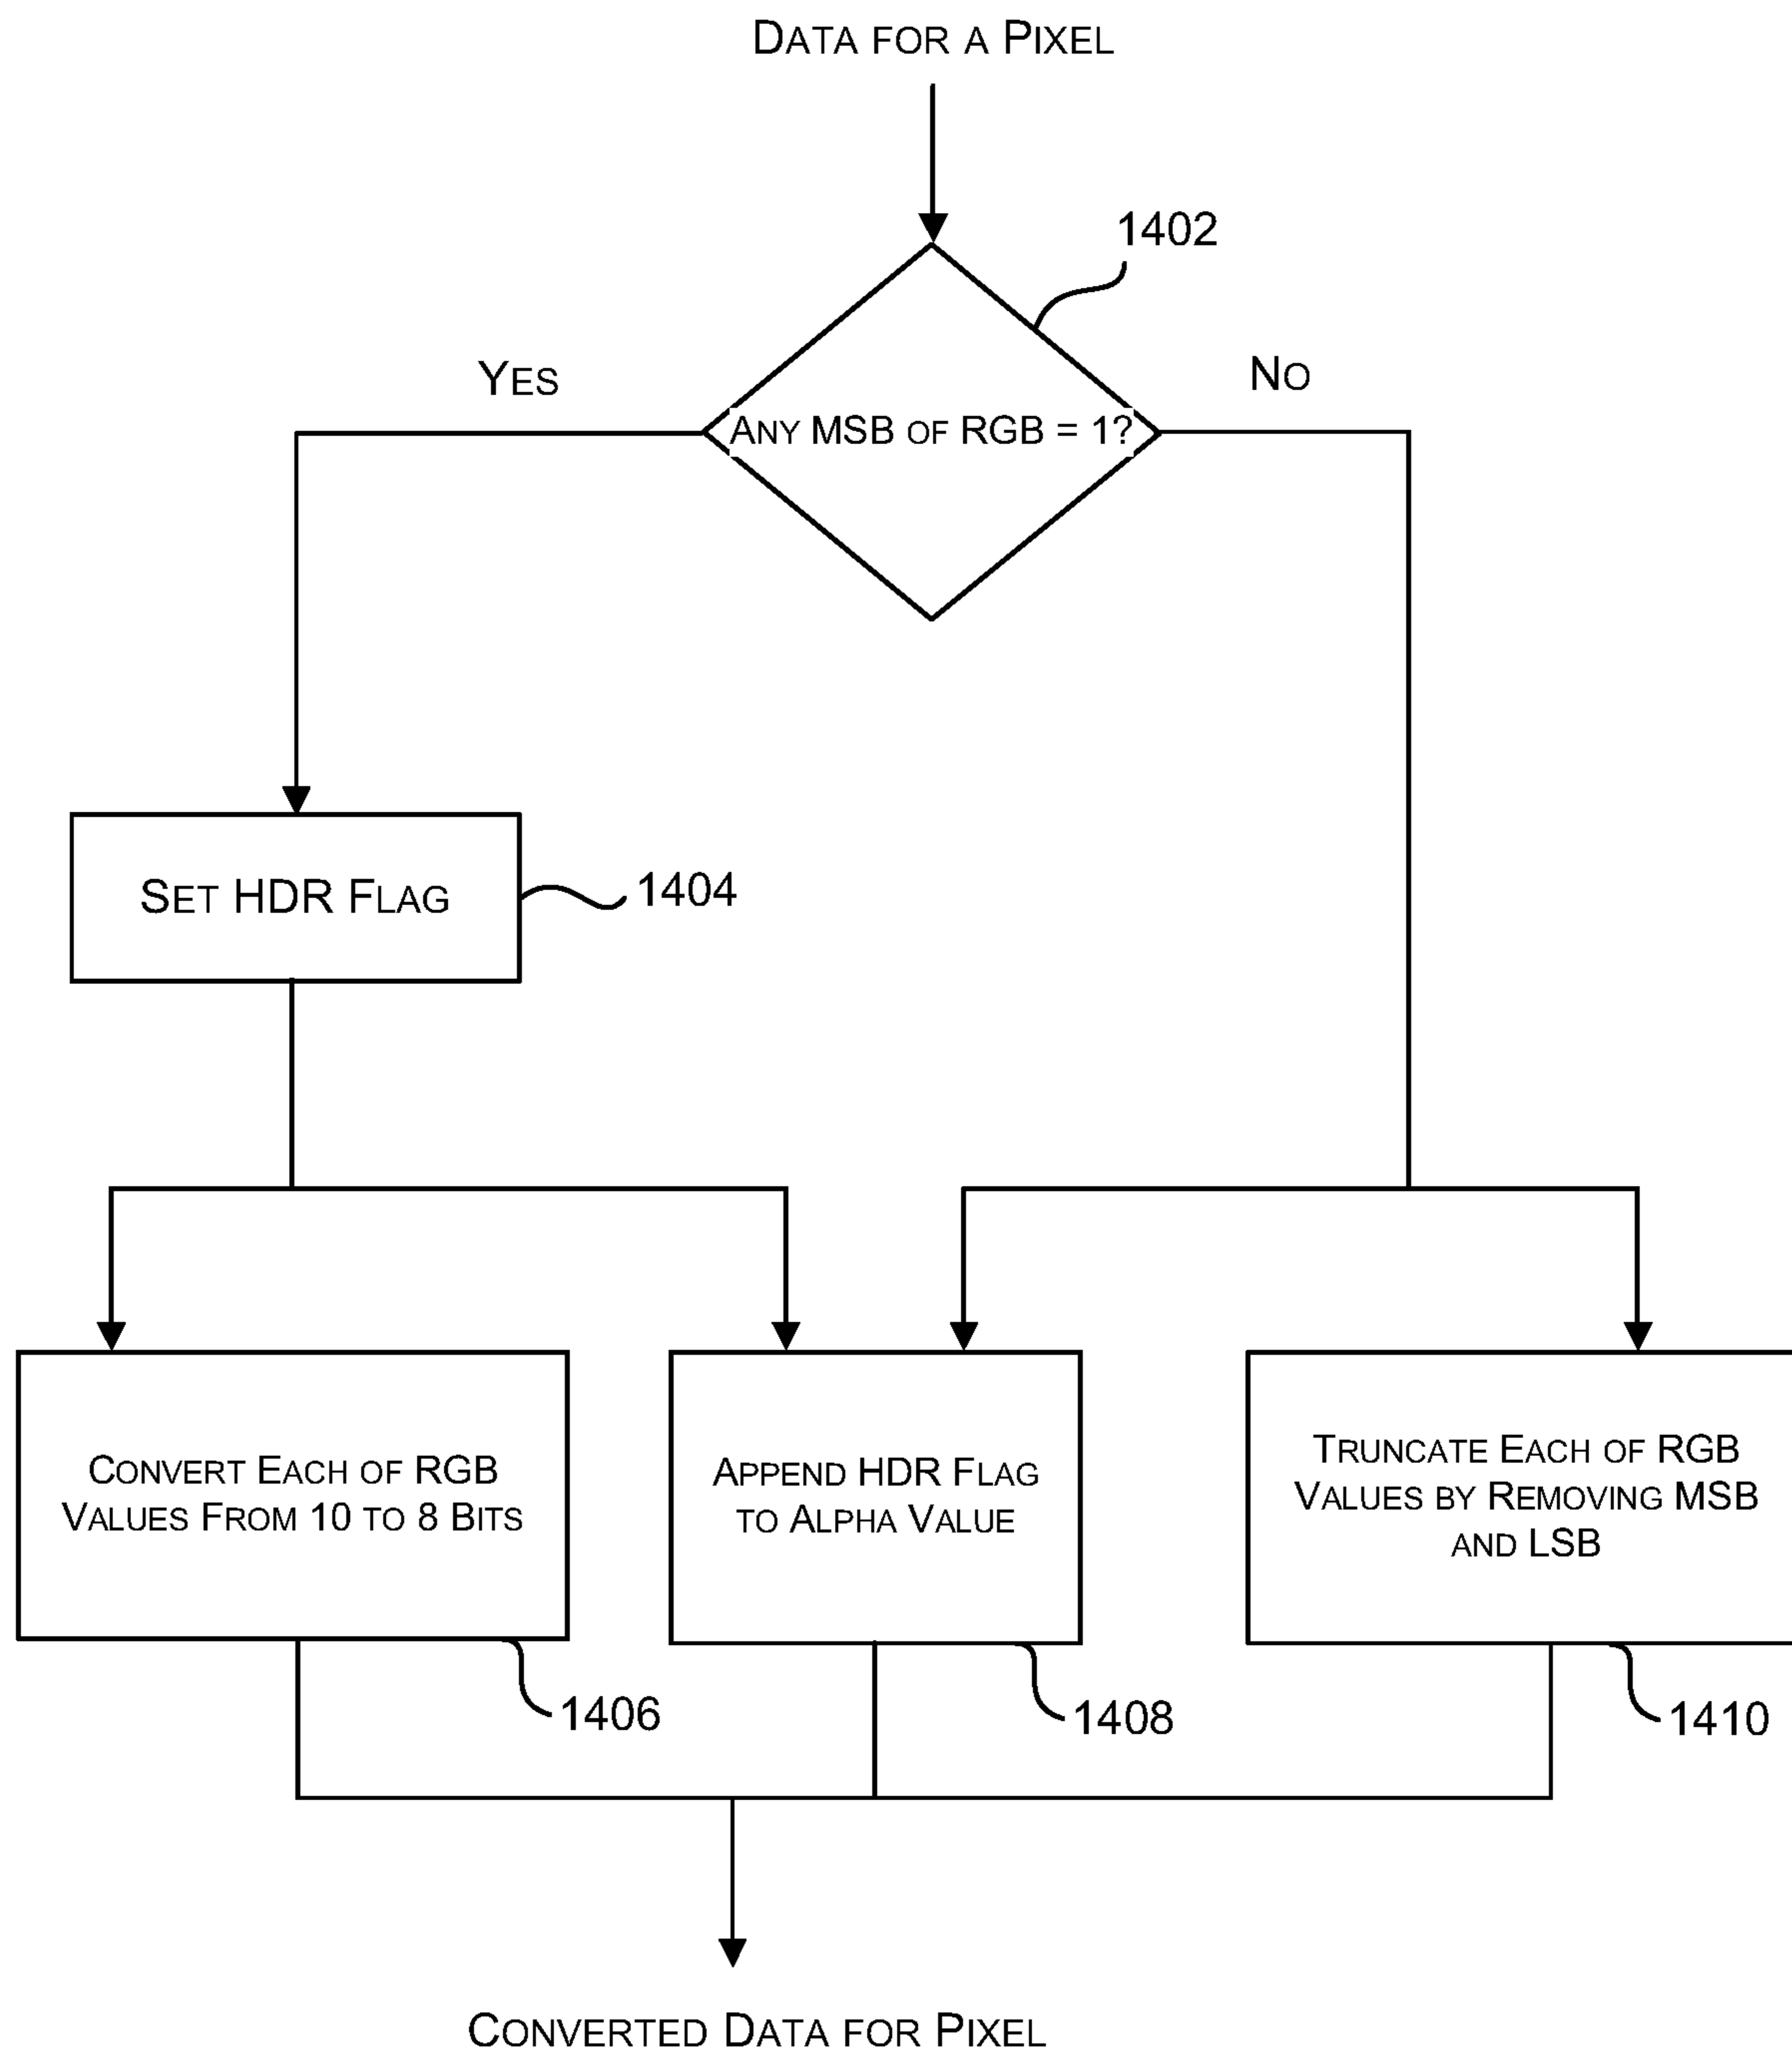 DATA FOR A PIXEL
1402
YES
NO
ANY MSB OF RGB = 1?
SET HDR FLAG
1404
CONVERT EACH OF RGB
VALUES FROM 10 TO 8 BITS
APPEND HDR FLAG
TO ALPHA VALUE
TRUNCATE EACH OF RGB
VALUES BY REMOVING MSB
AND LSB
1406
1408
1410
CONVERTED DATA FOR PIXEL